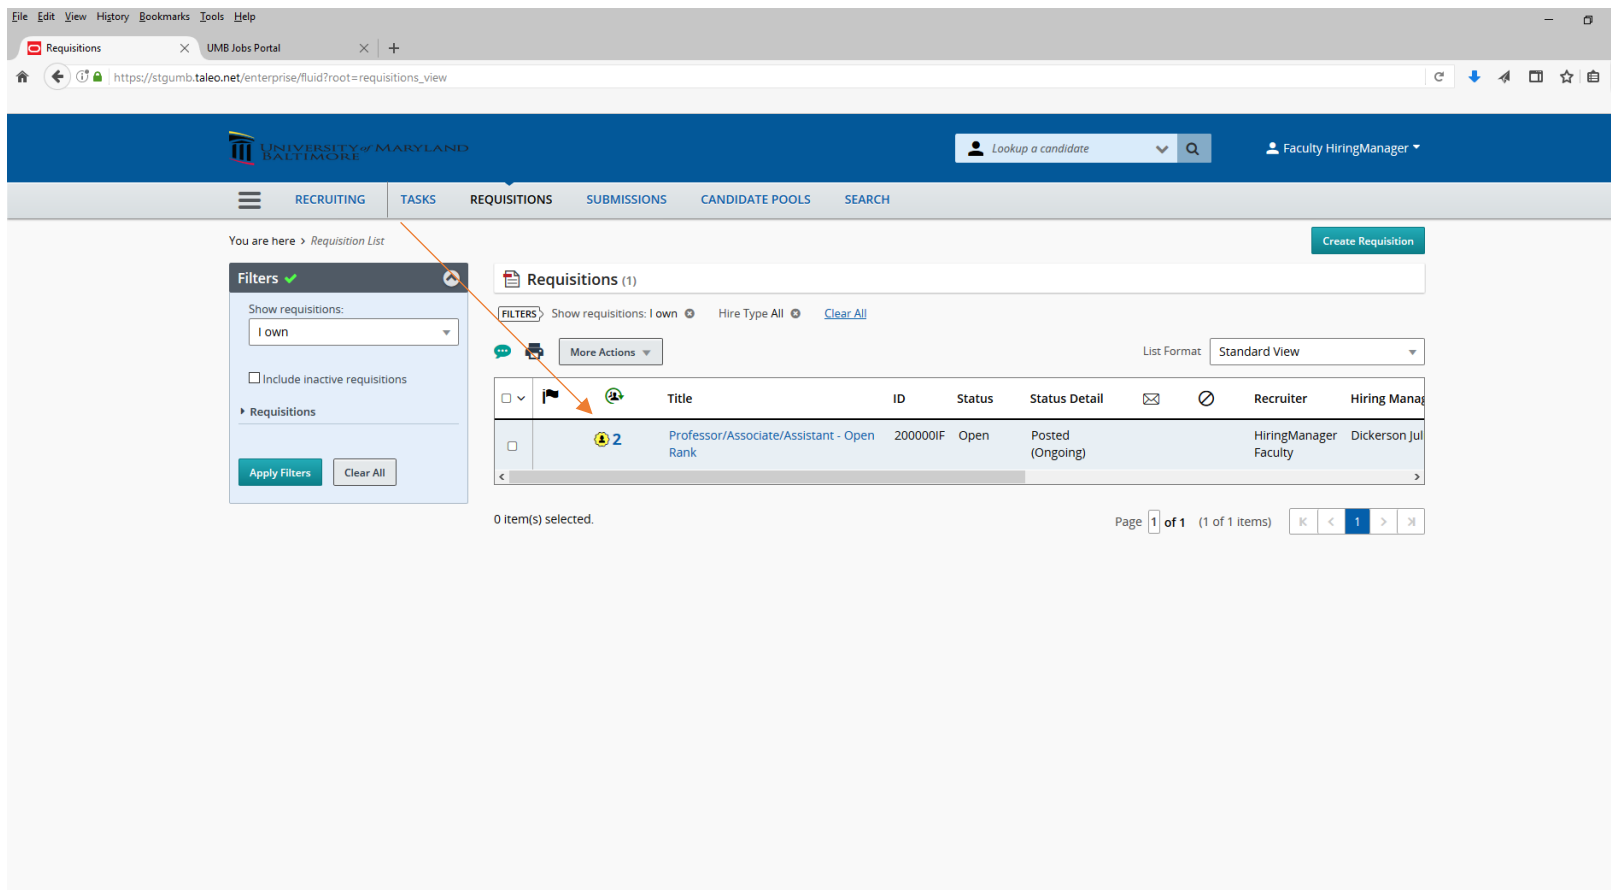 File Edit View History Bookmarks Tools Help
Requisitions
UMB Jobs Portal
https://stgumb.taleo.net/enterprise/fluid?root=requisitions_view
UNIVERSITY of MARYLAND
BALTIMORE
Lookup a candidate
Faculty HiringManager
RECRUITING TASKS REQUISITIONS SUBMISSIONS CANDIDATE POOLS SEARCH
You are here > Requisition List
Create Requisition
Filters
Show requisitions:
I own
Include inactive requisitions
Requisitions
Apply Filters
Clear All
Requisitions (1)
FILTERS Show requisitions: I own Hire Type All Clear All
More Actions
List Format Standard View
Title ID Status Status Detail Recruiter Hiring Manag
2 Professor/Associate/Assistant - Open 200000IF Open Posted HiringManager Dickerson Jul
Rank (Ongoing) Faculty
0 item(s) selected.
Page 1 of 1 (1 of 1 items) K < 1 > >|